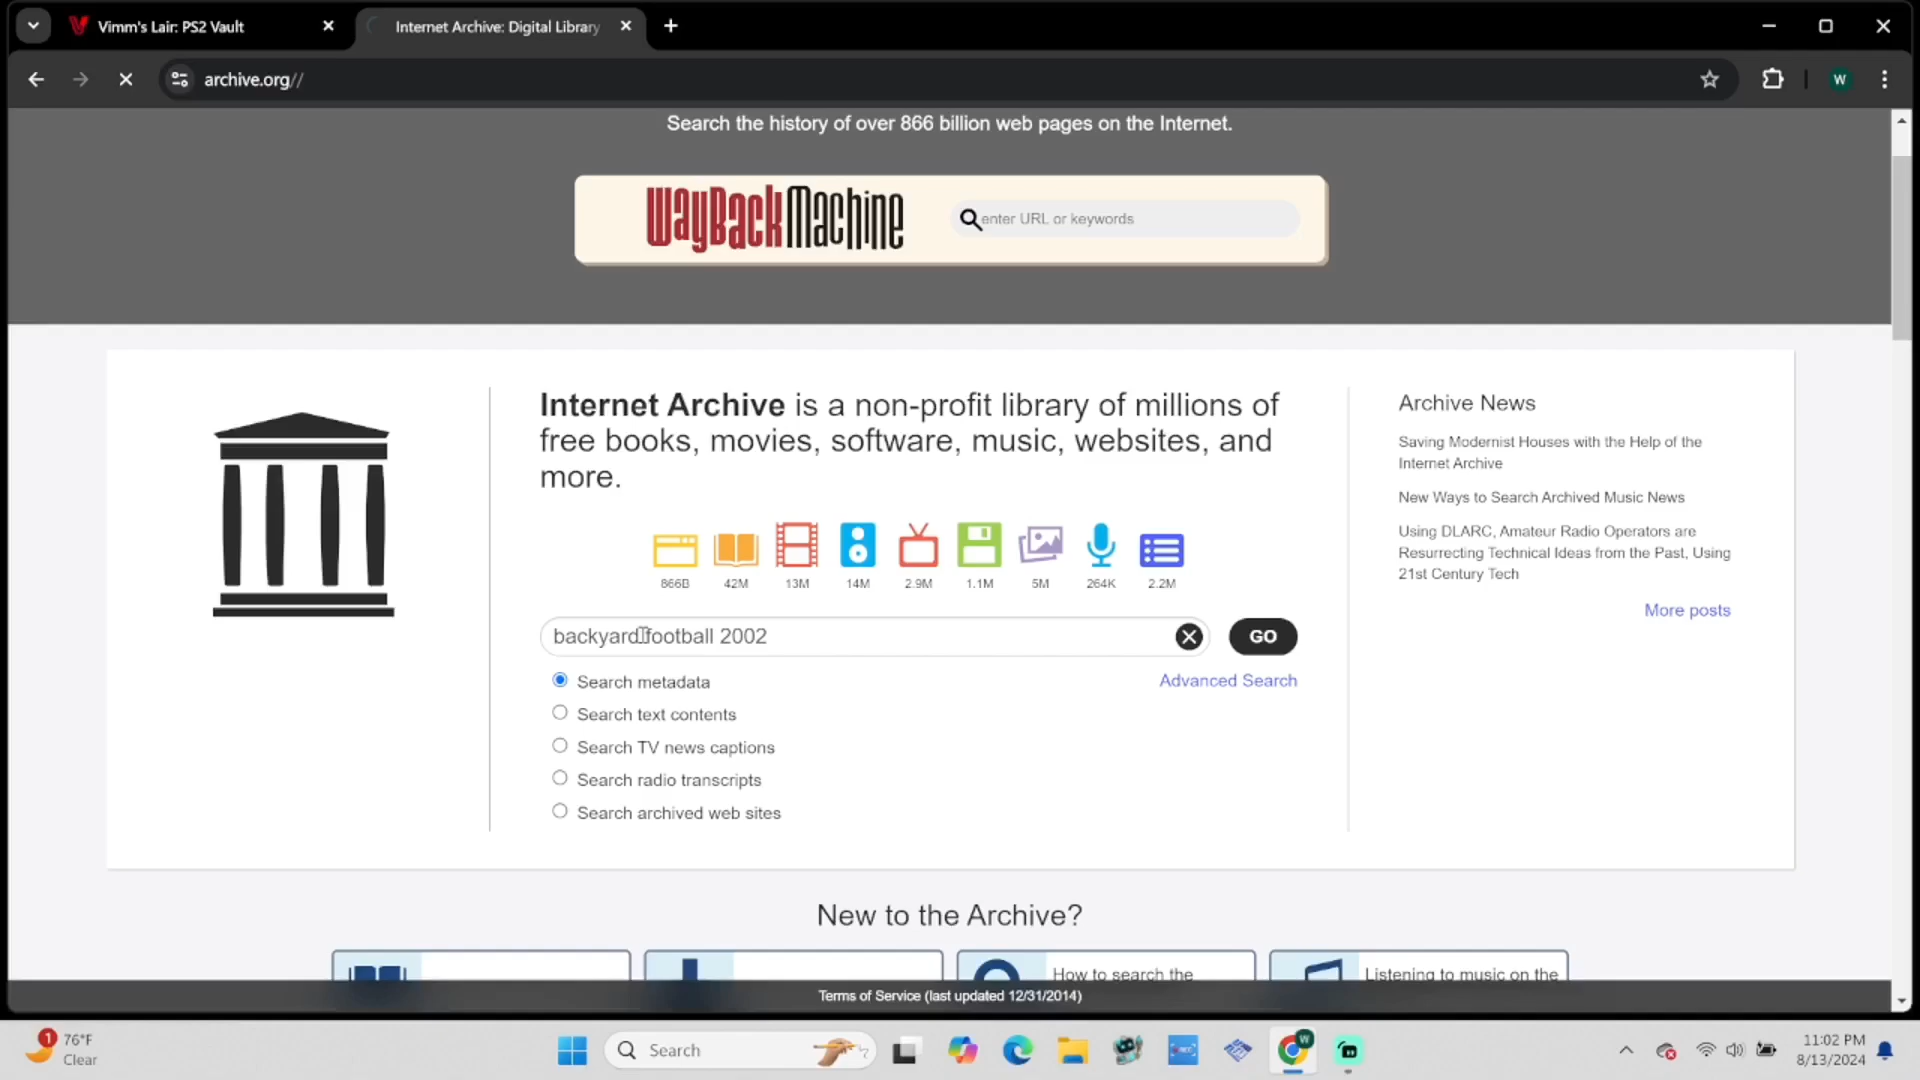 Vimm's Lair: PS2 Vault
Internet Archive: Digital Library
archive.org//
W
Search the history of over 866 billion web pages on the Internet.
WayBackMachine
enter URL or keywords
Internet Archive is a non-profit library of millions of
free books, movies, software, music, websites, and
more.
866B 42M 13M 14M 2.9M 1.1M 5M 264K 2.2M
backyard football 2002
GO
Search metadata
Advanced Search
Search text contents
Search TV news captions
Search radio transcripts
Search archived web sites
Archive News
Saving Modernist Houses with the Help of the
Internet Archive
New Ways to Search Archived Music News
Using DLARC, Amateur Radio Operators are
Resurrecting Technical Ideas from the Past, Using
21st Century Tech
More posts
New to the Archive?
How to search the
Listening to music on the
Terms of Service (last updated 12/31/2014)
1
76°F
Clear
Search
W
11:02 PM
8/13/2024